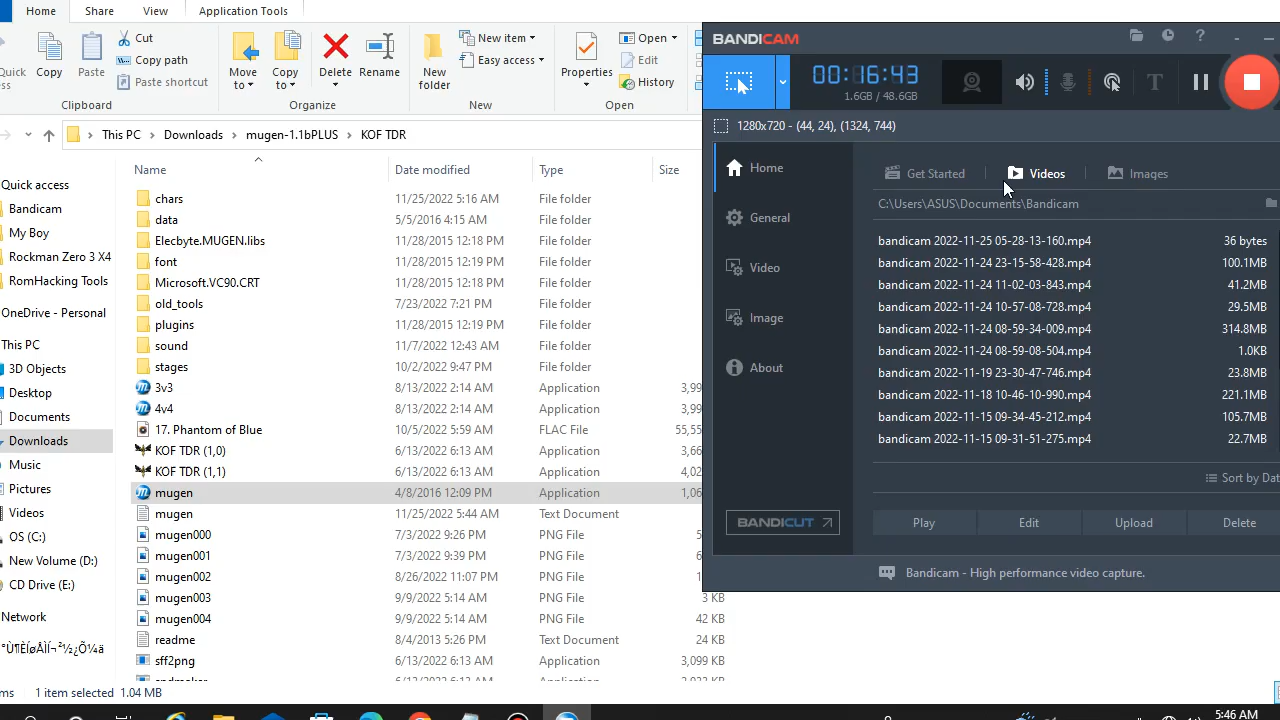 Home Share View Application Tools
Quick Copy Paste
Cut
Copy path
Paste shortcut
Move to Copy to Delete Rename
New folder
New item
Easy access
Properties
Open
Edit
History
Clipboard Organize New Open
This PC > Downloads > mugen-1.1bPLUS > KOF TDR
Name Date modified Type Size
chars 11/25/2022 5:16 AM File folder
data 5/5/2016 4:15 AM File folder
Elecbyte.MUGEN.libs 11/28/2015 12:18 PM File folder
font 11/28/2015 12:19 PM File folder
Microsoft.VC90.CRT 11/28/2015 12:19 PM File folder
old_tools 7/23/2022 7:21 PM File folder
plugins 11/28/2015 12:19 PM File folder
sound 11/7/2022 12:43 AM File folder
stages 10/2/2022 9:47 PM File folder
3v3 8/13/2022 2:14 AM Application 3,99
4v4 8/13/2022 2:14 AM Application 3,99
17. Phantom of Blue 10/5/2022 5:59 AM FLAC File 55,55
KOF TDR (1,0) 6/13/2022 6:13 AM Application 3,66
KOF TDR (1,1) 6/13/2022 6:13 AM Application 4,02
mugen 4/8/2016 12:09 PM Application 1,06
mugen 11/25/2022 5:44 AM Text Document
mugen000 7/3/2022 9:26 PM PNG File 5
mugen001 7/3/2022 9:39 PM PNG File 6
mugen002 8/26/2022 11:07 PM PNG File 1
mugen003 9/9/2022 5:14 AM PNG File 3 KB
mugen004 9/9/2022 5:14 AM PNG File 42 KB
readme 8/4/2013 5:26 PM Text Document 24 KB
sff2png 6/13/2022 6:13 AM Application 3,099 KB
Quick access
Bandicam
My Boy
Rockman Zero 3 X4
RomHacking Tools
OneDrive - Personal
This PC
3D Objects
Desktop
Documents
Downloads
Music
Pictures
Videos
OS (C:)
New Volume (D:)
CD Drive (E:)
Network
ms 1 item selected 1.04 MB
BANDICAM
00:16:43
1.6GB / 48.6GB
1280x720 - (44, 24), (1324, 744)
Home
General
Video
Image
About
BANDICUT
Get Started Videos Images
C:\Users\ASUS\Documents\Bandicam
bandicam 2022-11-25 05-28-13-160.mp4 36 bytes
bandicam 2022-11-24 23-15-58-428.mp4 100.1MB
bandicam 2022-11-24 11-02-03-843.mp4 41.2MB
bandicam 2022-11-24 10-57-08-728.mp4 29.5MB
bandicam 2022-11-24 08-59-34-009.mp4 314.8MB
bandicam 2022-11-24 08-59-08-504.mp4 1.0KB
bandicam 2022-11-19 23-30-47-746.mp4 23.8MB
bandicam 2022-11-18 10-46-10-990.mp4 221.1MB
bandicam 2022-11-15 09-34-45-212.mp4 105.7MB
bandicam 2022-11-15 09-31-51-275.mp4 22.7MB
Sort by Dat
Play Edit Upload Delete
Bandicam - High performance video capture.
5:46 AM